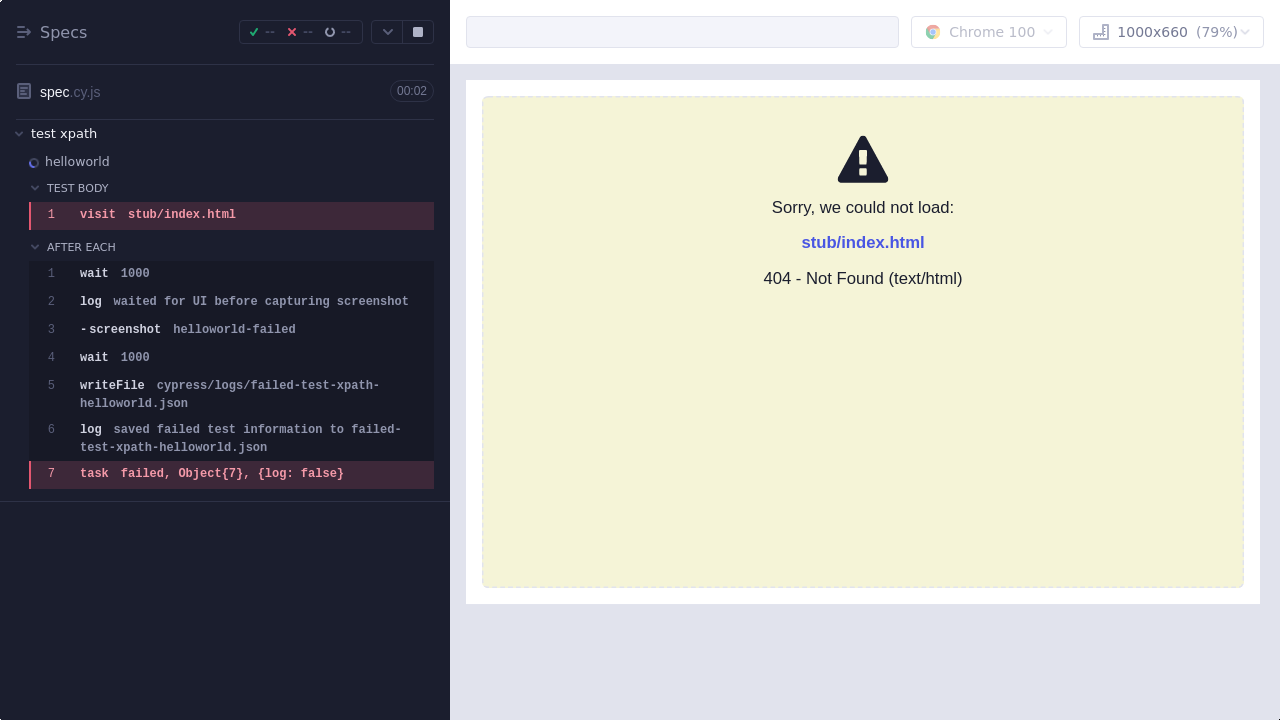 Specs
--
--
--
Chrome 100
1000x660 (79%)
spec.cy.js
00:02
test xpath
helloworld
TEST BODY
1 visit stub/index.html
AFTER EACH
1 wait 1000
2 log waited for UI before capturing screenshot
3 -screenshot helloworld-failed
4 wait 1000
5 writeFile cypress/logs/failed-test-xpath-
helloworld.json
6 log saved failed test information to failed-
test-xpath-helloworld.json
7 task failed, Object{7}, {log: false}
Sorry, we could not load:
stub/index.html
404 - Not Found (text/html)